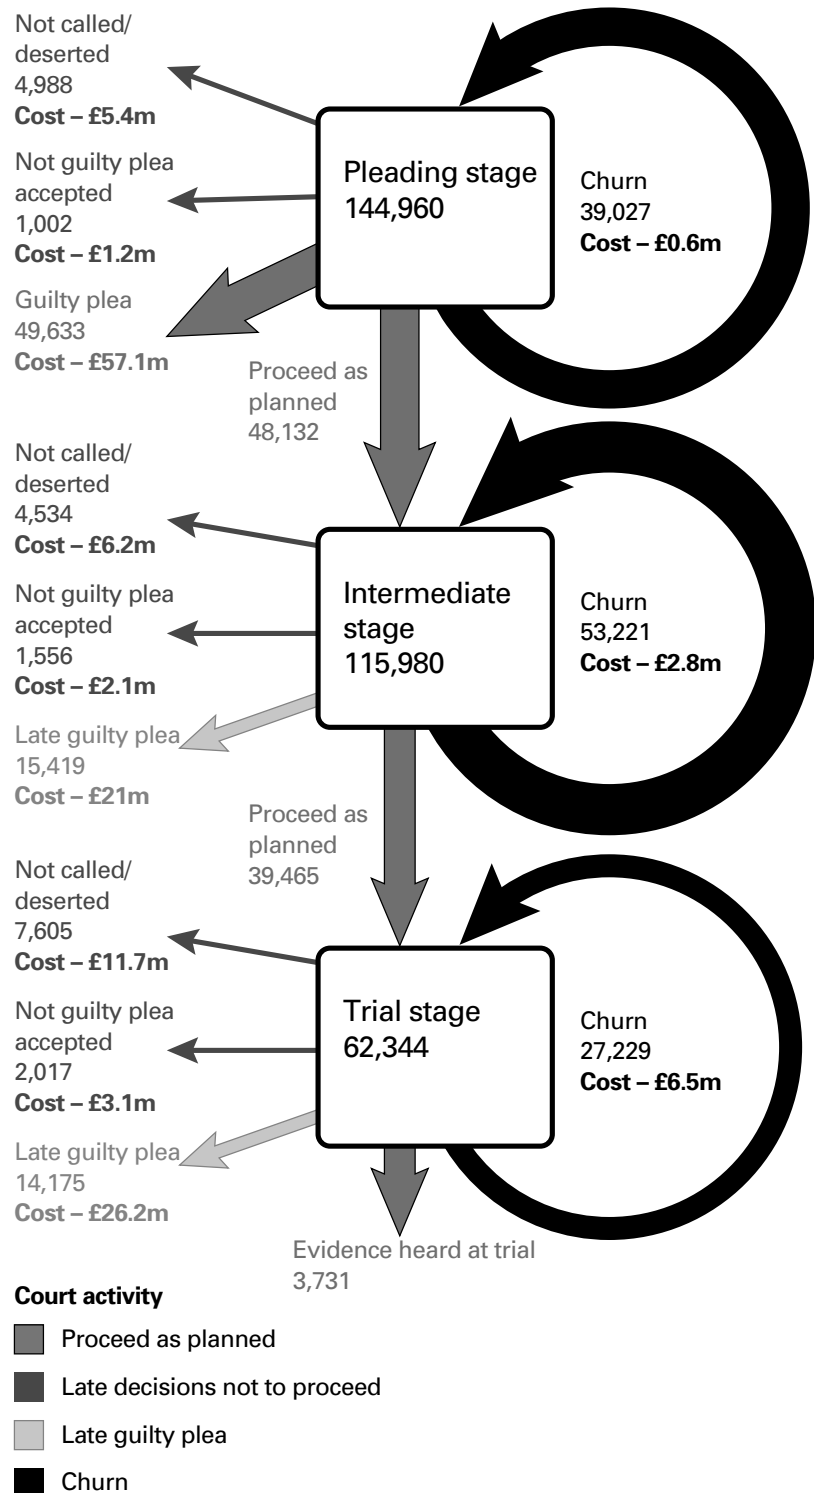 Not called/
deserted
4,988
Cost – £5.4m
Not guilty plea
accepted
1,002
Cost – £1.2m
Guilty plea
49,633
Cost – £57.1m
Pleading stage
144,960
Churn
39,027
Cost – £0.6m
Proceed as
planned
48,132
Not called/
deserted
4,534
Cost – £6.2m
Not guilty plea
accepted
1,556
Cost – £2.1m
Late guilty plea
15,419
Cost – £21m
Intermediate
stage
115,980
Churn
53,221
Cost – £2.8m
Proceed as
planned
39,465
Not called/
deserted
7,605
Cost – £11.7m
Not guilty plea
accepted
2,017
Cost – £3.1m
Late guilty plea
14,175
Cost – £26.2m
Trial stage
62,344
Churn
27,229
Cost – £6.5m
Evidence heard at trial
3,731
Court activity
Proceed as planned
Late decisions not to proceed
Late guilty plea
Churn